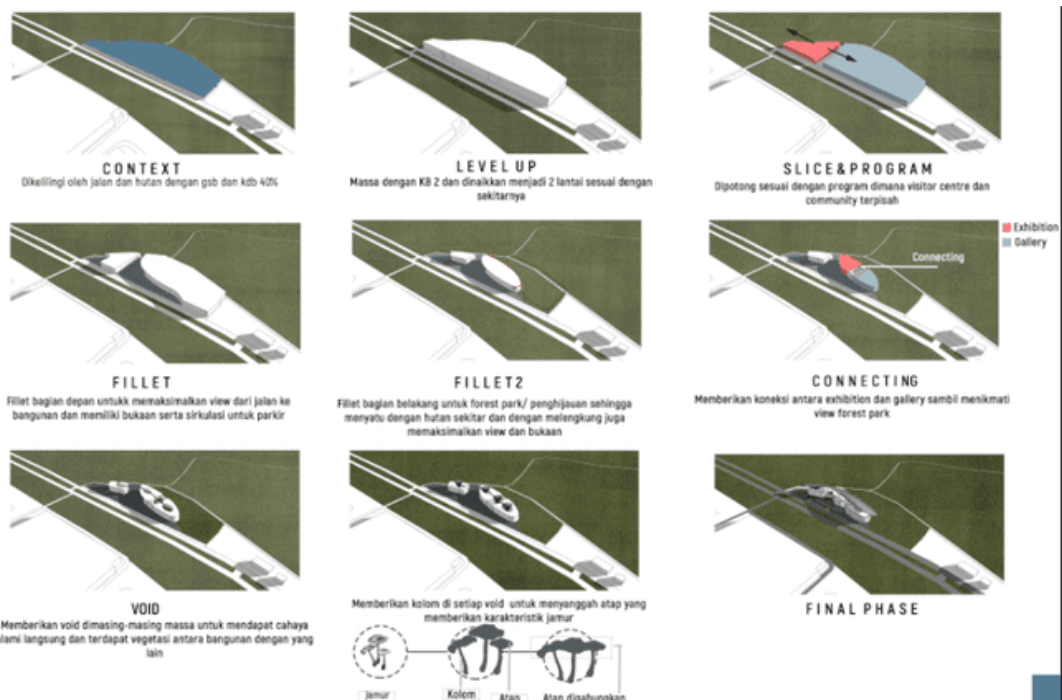 CONTEXT
Dikelilingi oleh jalan dan hutan dengan gsb dan kdb 40%
LEVEL UP
Massa dengan KB 2 dan dinaikkan menjadi 2 lantai sesuai dengan
sekitarnya
SLICE&PROGRAM
Dipotong sesuai dengan program dimana visitor centre dan
community terpisah
FILLET
Fillet bagian depan untukk memaksimalkan view dari jalan ke
bangunan dan memiliki bukaan serta sirkulasi untuk parkir
FILLET2
Fillet bagian belakang untuk forest park/ penghijauan sehingga
menyatu dengan hutan sekitar dan dengan melengkung juga
memaksimalkan view dan bukaan
Exhibition
Gallery
Connecting
CONNECTING
Memberikan koneksi antara exhibition dan gallery sambil menikmati
view forest park
VOID
Memberikan void dimasing-masing massa untuk mendapat cahaya
alami langsung dan terdapat vegetasi antara bangunan dengan yang
lain
Memberikan kolom di setiap void untuk menyanggah atap yang
memberikan karakteristik jamur
Jamur
Kolom
Atap
Atap digabungkan
FINAL PHASE